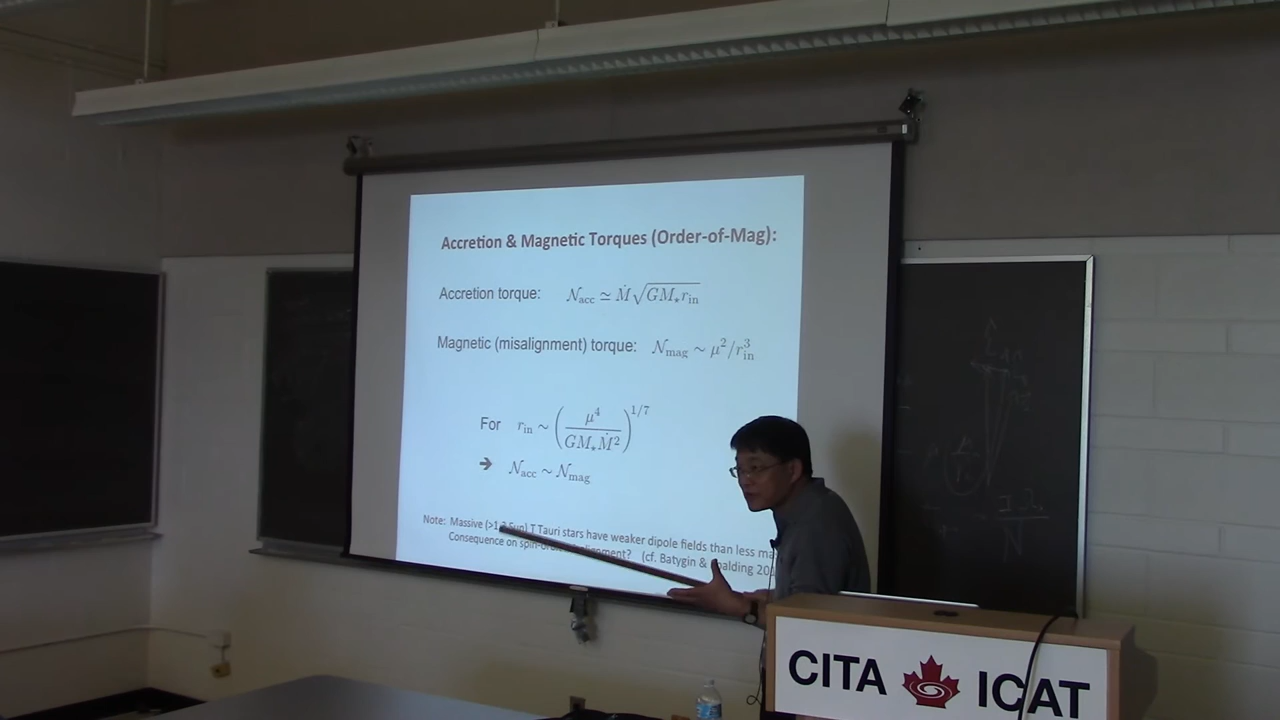 Accretion & Magnetic Torques (Order-of-Mag):
Accretion torque: 𝒩acc ≃ Ṁ√(GM⋆rin)
Magnetic (misalignment) torque: 𝒩mag ∼ μ²/r³in
For rin ∼ (μ⁴/(GM⋆Ṁ²))^1/7
➔ 𝒩acc ∼ 𝒩mag
Note: Massive T Tauri stars have weaker dipole fields than less
Consequence on (cf. Batygin &
CITA ICAT